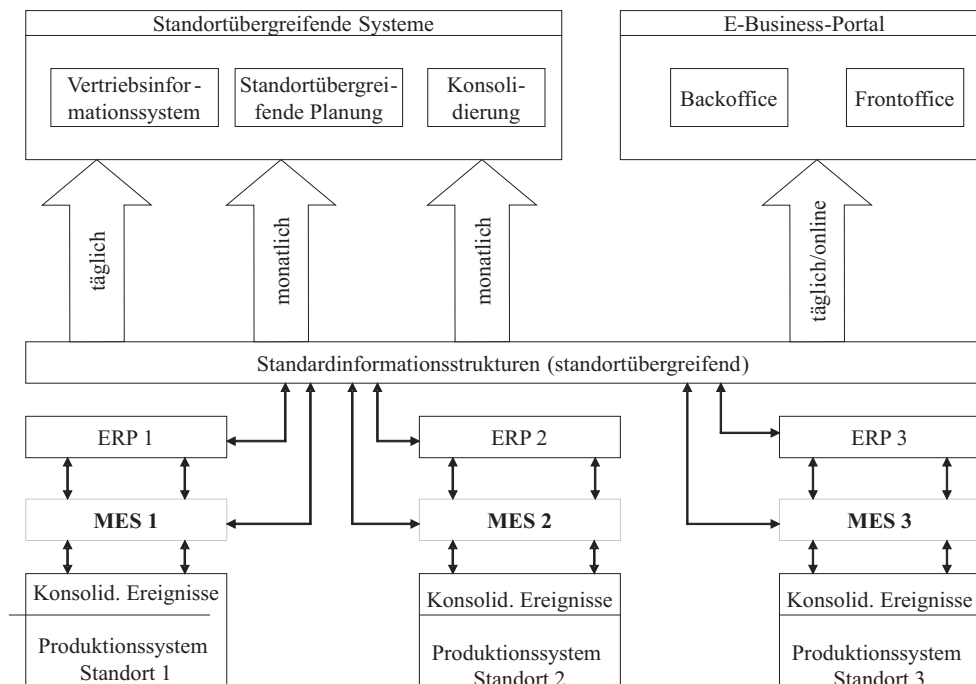 Standortübergreifende Systeme
E-Business-Portal
Vertriebsinfor-
mationssystem
Standortübergrei-
fende Planung
Konsoli-
dierung
Backoffice
Frontoffice
täglich
monatlich
monatlich
täglich/online
Standardinformationsstrukturen (standortübergreifend)
ERP 1
ERP 2
ERP 3
MES 1
MES 2
MES 3
Konsolid. Ereignisse
Konsolid. Ereignisse
Konsolid. Ereignisse
Produktionssystem
Standort 1
Produktionssystem
Standort 2
Produktionssystem
Standort 3